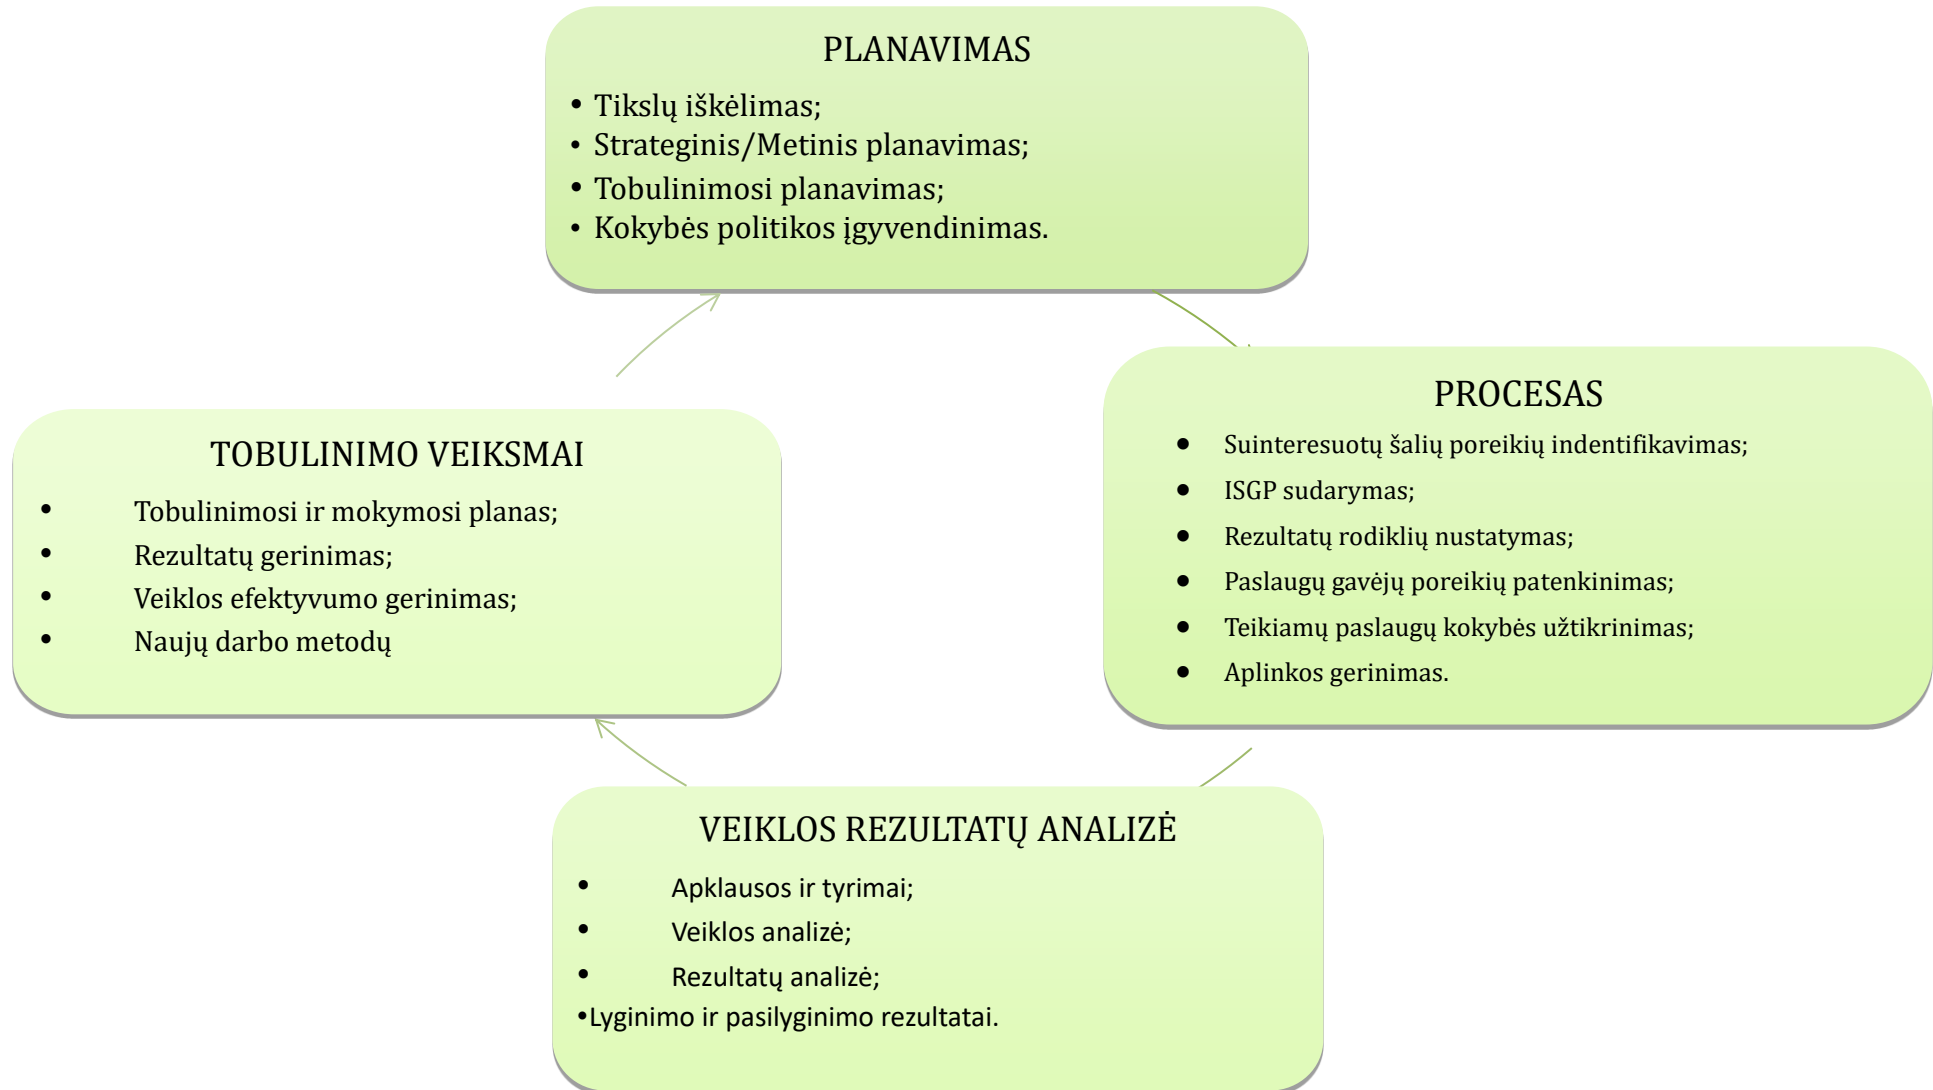 PLANAVIMAS
• Tikslų iškėlimas;
• Strateginis/Metinis planavimas;
• Tobulinimosi planavimas;
• Kokybės politikos įgyvendinimas.
PROCESAS
• Suinteresuotų šalių poreikių indentifikavimas;
• ISGP sudarymas;
• Rezultatų rodiklių nustatymas;
• Paslaugų gavėjų poreikių patenkinimas;
• Teikiamų paslaugų kokybės užtikrinimas;
• Aplinkos gerinimas.
VEIKLOS REZULTATŲ ANALIZĖ
• Apklausos ir tyrimai;
• Veiklos analizė;
• Rezultatų analizė;
•Lyginimo ir pasilyginimo rezultatai.
TOBULINIMO VEIKSMAI
• Tobulinimosi ir mokymosi planas;
• Rezultatų gerinimas;
• Veiklos efektyvumo gerinimas;
• Naujų darbo metodų